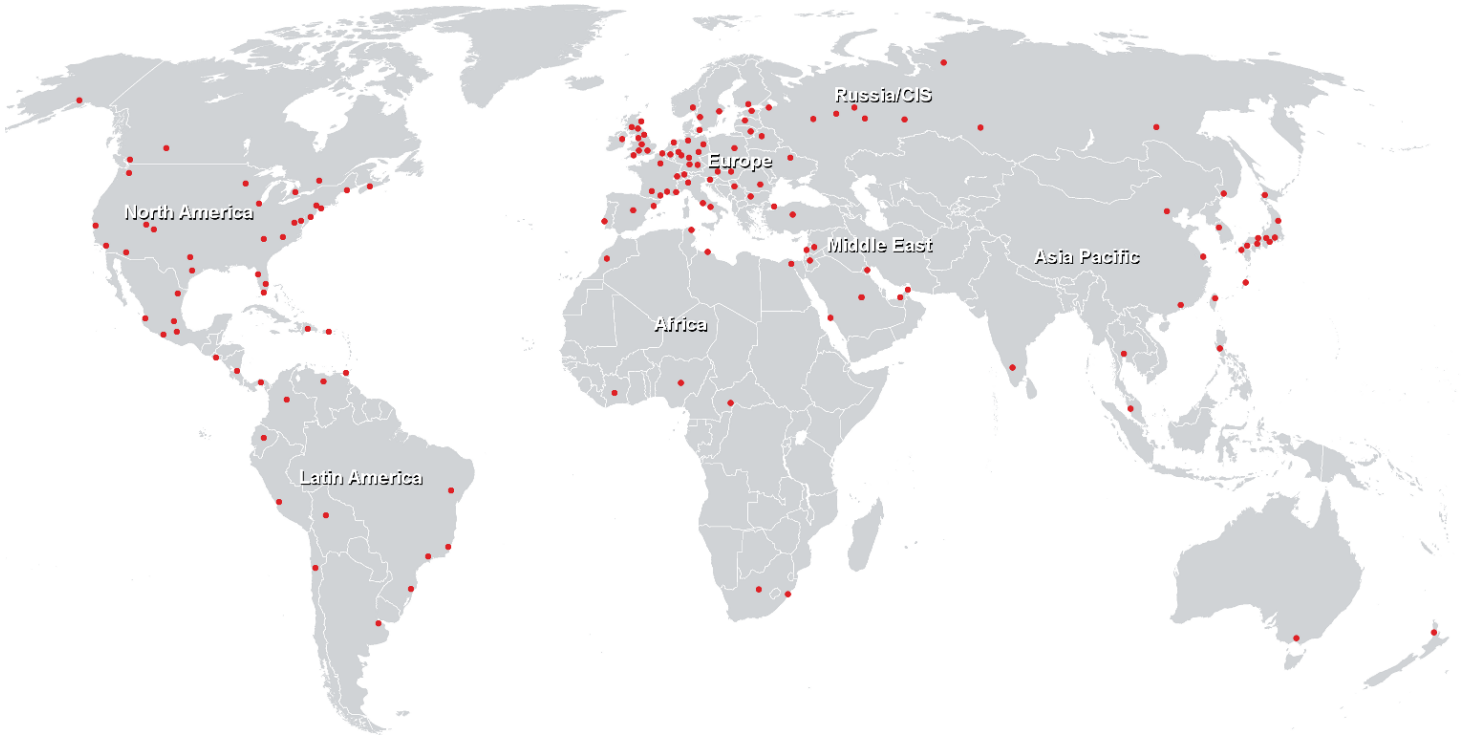 Russia/CIS
Europe
North America
Middle East
Asia Pacific
Africa
Latin America